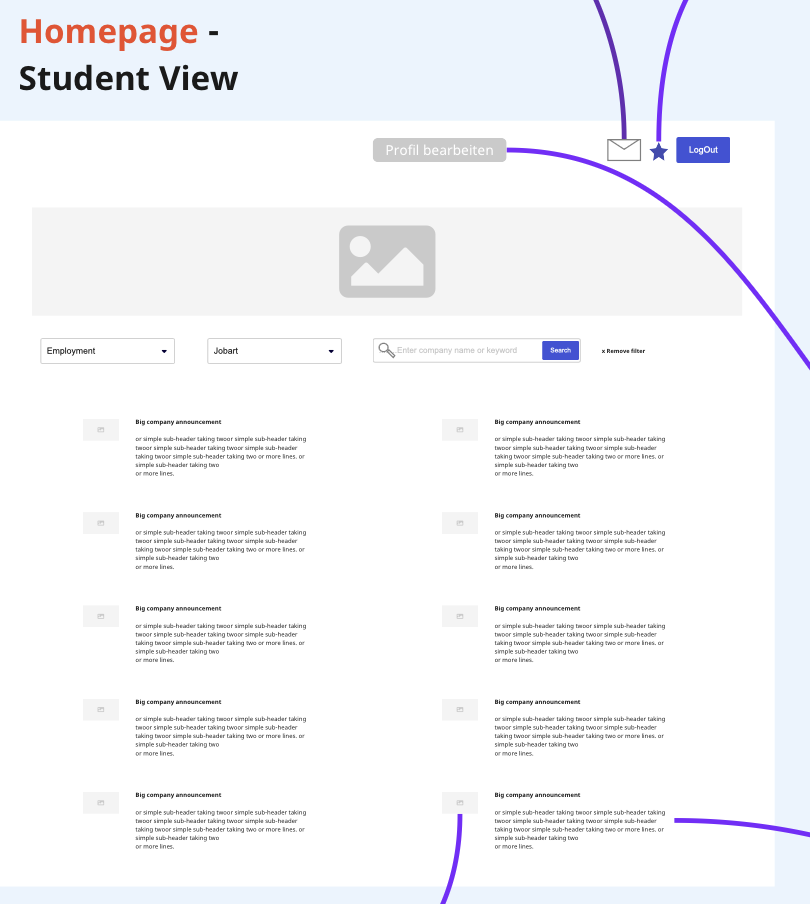 Homepage -
Student View
Profil bearbeiten
LogOut
Employment
Jobart
Enter company name or keyword
Search
x Remove filter
Big company announcement
or simple sub-header taking twoor simple sub-header taking
twoor simple sub-header taking twoor simple sub-header
taking twoor simple sub-header taking two or more lines. or
simple sub-header taking two
or more lines.
Big company announcement
or simple sub-header taking twoor simple sub-header taking
twoor simple sub-header taking twoor simple sub-header
taking twoor simple sub-header taking two or more lines. or
simple sub-header taking two
or more lines.
Big company announcement
or simple sub-header taking twoor simple sub-header taking
twoor simple sub-header taking twoor simple sub-header
taking twoor simple sub-header taking two or more lines. or
simple sub-header taking two
or more lines.
Big company announcement
or simple sub-header taking twoor simple sub-header taking
twoor simple sub-header taking twoor simple sub-header
taking twoor simple sub-header taking two or more lines. or
simple sub-header taking two
or more lines.
Big company announcement
or simple sub-header taking twoor simple sub-header taking
twoor simple sub-header taking twoor simple sub-header
taking twoor simple sub-header taking two or more lines. or
simple sub-header taking two
or more lines.
Big company announcement
or simple sub-header taking twoor simple sub-header taking
twoor simple sub-header taking twoor simple sub-header
taking twoor simple sub-header taking two or more lines. or
simple sub-header taking two
or more lines.
Big company announcement
or simple sub-header taking twoor simple sub-header taking
twoor simple sub-header taking twoor simple sub-header
taking twoor simple sub-header taking two or more lines. or
simple sub-header taking two
or more lines.
Big company announcement
or simple sub-header taking twoor simple sub-header taking
twoor simple sub-header taking twoor simple sub-header
taking twoor simple sub-header taking two or more lines. or
simple sub-header taking two
or more lines.
Big company announcement
or simple sub-header taking twoor simple sub-header taking
twoor simple sub-header taking twoor simple sub-header
taking twoor simple sub-header taking two or more lines. or
simple sub-header taking two
or more lines.
Big company announcement
or simple sub-header taking twoor simple sub-header taking
twoor simple sub-header taking twoor simple sub-header
taking twoor simple sub-header taking two or more lines. or
simple sub-header taking two
or more lines.